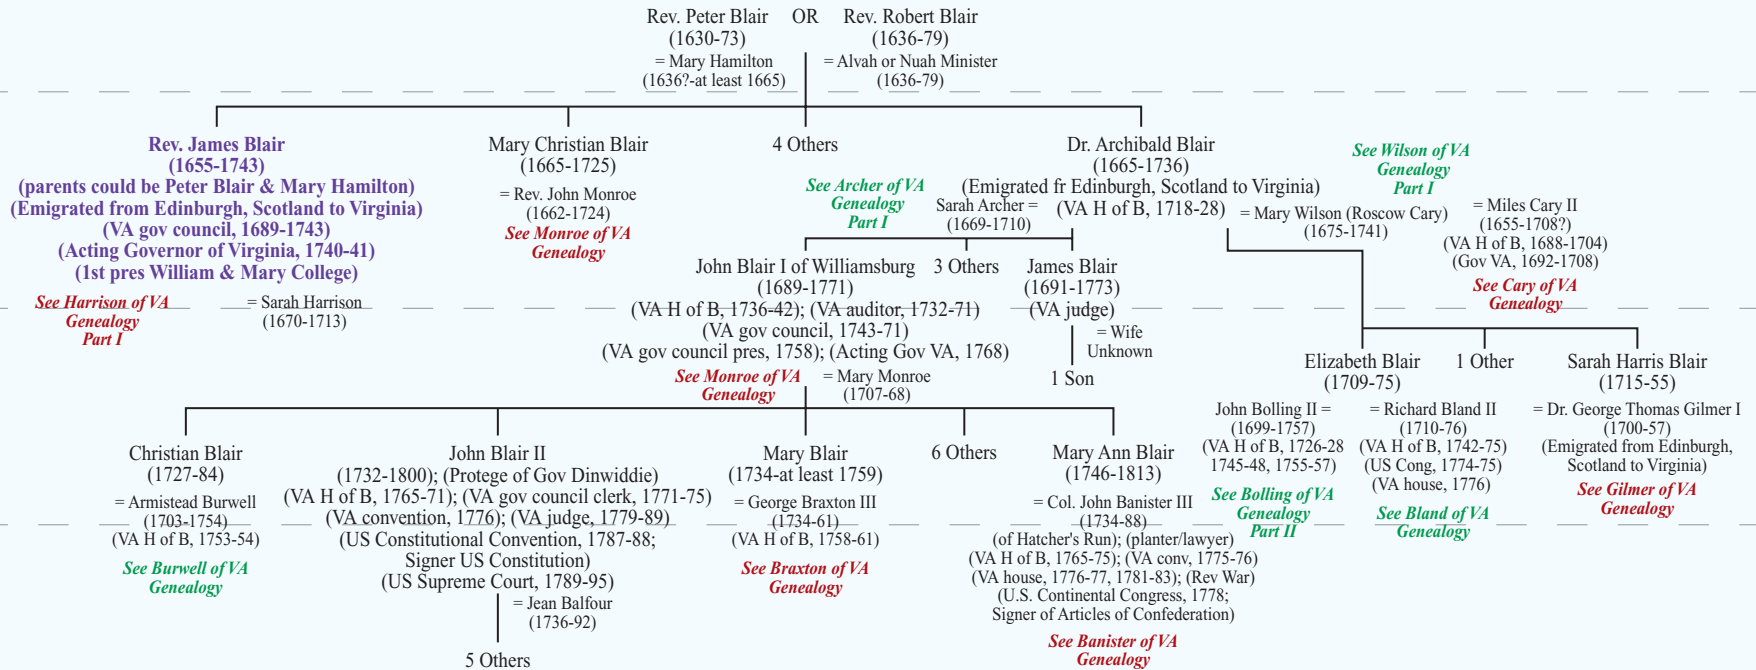 Rev. Peter Blair OR Rev. Robert Blair
(1630-73) (1636-79)
= Mary Hamilton = Alvah or Nuah Minister
(1636?-at least 1665) (1636-79)
Rev. James Blair
(1655-1743)
(parents could be Peter Blair & Mary Hamilton)
(Emigrated from Edinburgh, Scotland to Virginia)
(VA gov council, 1689-1743)
(Acting Governor of Virginia, 1740-41)
(1st pres William & Mary College)
See Harrison of VA
Genealogy
Part I
= Sarah Harrison
(1670-1713)
Mary Christian Blair
(1665-1725)
= Rev. John Monroe
(1662-1724)
See Monroe of VA
Genealogy
4 Others
Dr. Archibald Blair
(1665-1736)
(Emigrated fr Edinburgh, Scotland to Virginia)
(VA H of B, 1718-28)
See Archer of VA
Genealogy
Part I
Sarah Archer =
(1669-1710)
See Wilson of VA
Genealogy
Part I
= Mary Wilson (Roscow Cary)
(1675-1741)
= Miles Cary II
(1655-1708?)
(VA H of B, 1688-1704)
(Gov VA, 1692-1708)
See Cary of VA
Genealogy
John Blair I of Williamsburg
(1689-1771)
(VA H of B, 1736-42); (VA auditor, 1732-71)
(VA gov council, 1743-71)
(VA gov council pres, 1758); (Acting Gov VA, 1768)
See Monroe of VA
Genealogy
= Mary Monroe
(1707-68)
3 Others
James Blair
(1691-1773)
(VA judge)
= Wife
Unknown
1 Son
Elizabeth Blair
(1709-75)
John Bolling II =
(1699-1757)
(VA H of B, 1726-28
1745-48, 1755-57)
See Bolling of VA
Genealogy
Part II
= Richard Bland II
(1710-76)
(VA H of B, 1742-75)
(US Cong, 1774-75)
(VA house, 1776)
See Bland of VA
Genealogy
1 Other
Sarah Harris Blair
(1715-55)
= Dr. George Thomas Gilmer I
(1700-57)
(Emigrated from Edinburgh,
Scotland to Virginia)
See Gilmer of VA
Genealogy
Christian Blair
(1727-84)
= Armistead Burwell
(1703-1754)
(VA H of B, 1753-54)
See Burwell of VA
Genealogy
John Blair II
(1732-1800); (Protege of Gov Dinwiddie)
(VA H of B, 1765-71); (VA gov council clerk, 1771-75)
(VA convention, 1776); (VA judge, 1779-89)
(US Constitutional Convention, 1787-88;
Signer US Constitution)
(US Supreme Court, 1789-95)
= Jean Balfour
(1736-92)
5 Others
Mary Blair
(1734-at least 1759)
= George Braxton III
(1734-61)
(VA H of B, 1758-61)
See Braxton of VA
Genealogy
6 Others
Mary Ann Blair
(1746-1813)
= Col. John Banister III
(1734-88)
(of Hatcher's Run); (planter/lawyer)
(VA H of B, 1765-75); (VA conv, 1775-76)
(VA house, 1776-77, 1781-83); (Rev War)
(U.S. Continental Congress, 1778;
Signer of Articles of Confederation)
See Banister of VA
Genealogy